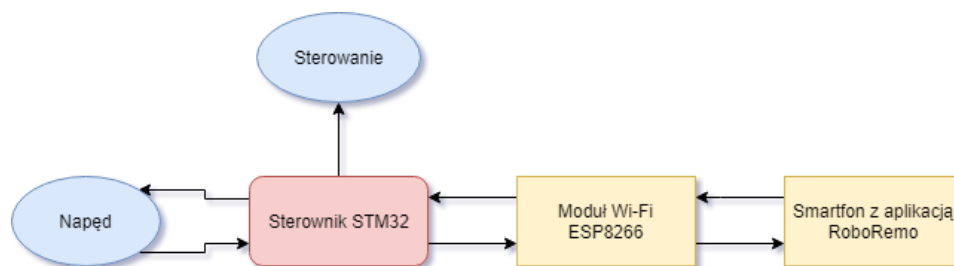 Sterowanie
Napęd
Sterownik STM32
Moduł Wi-Fi
ESP8266
Smartfon z aplikacją
RoboRemo